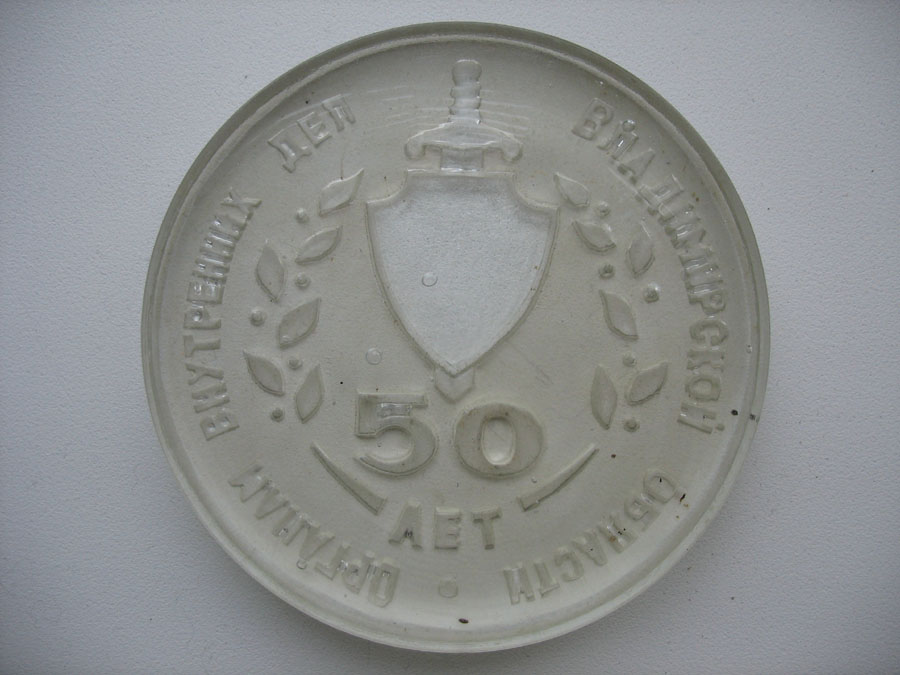 ОРГАНАМ ВНУТРЕННИХ ДЕЛ ВЛАДИМИРСКОЙ ОБЛАСТИ
50
ЛЕТ